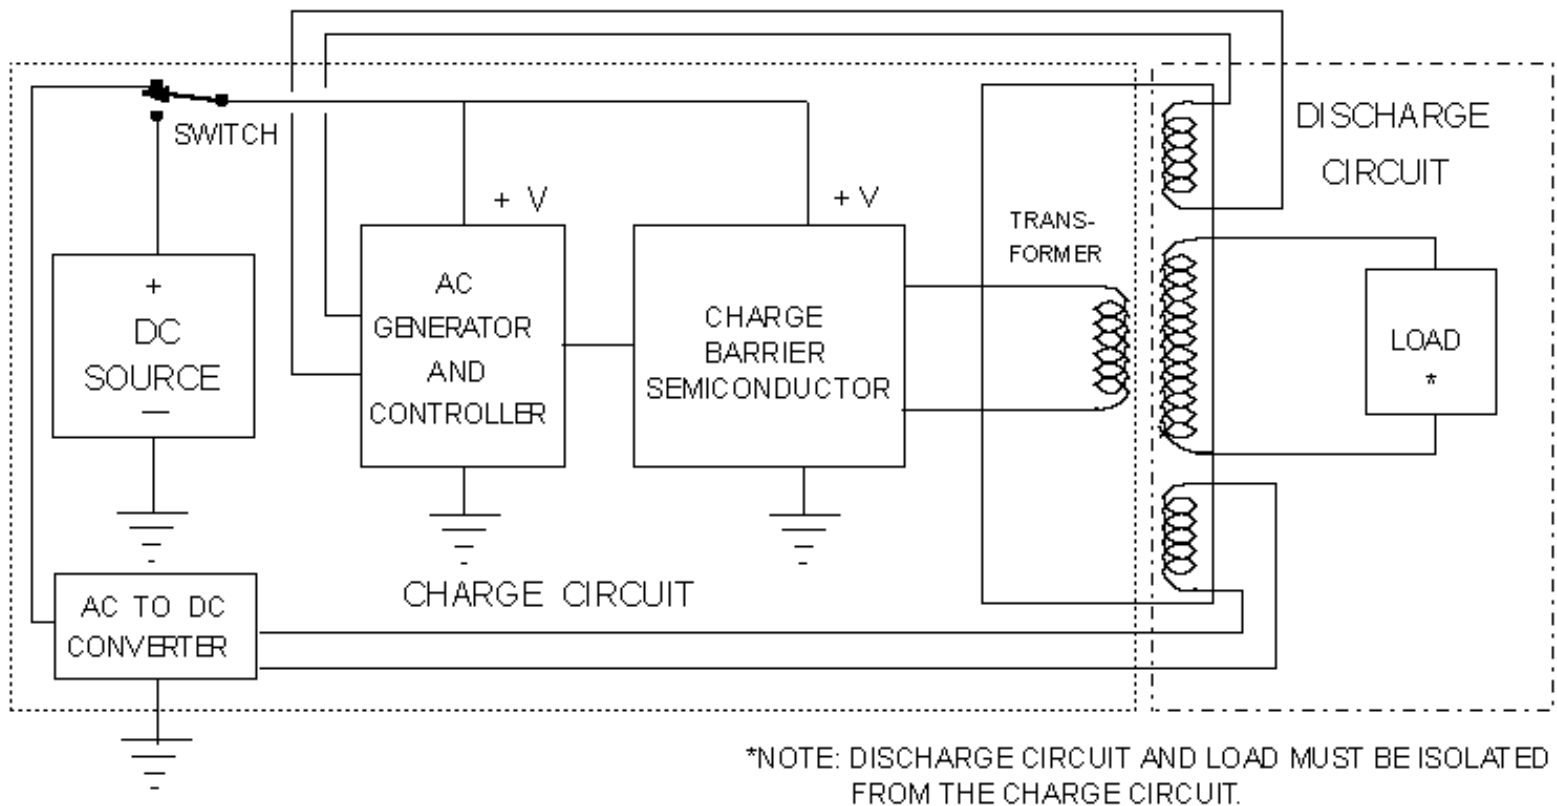 SWITCH
DISCHARGE
CIRCUIT
+ V
+ V
TRANS-
FORMER
+
DC
SOURCE
—
AC
GENERATOR
AND
CONTROLLER
CHARGE
BARRIER
SEMICONDUCTOR
LOAD
*
CHARGE CIRCUIT
AC TO DC
CONVERTER
*NOTE: DISCHARGE CIRCUIT AND LOAD MUST BE ISOLATED
FROM THE CHARGE CIRCUIT.